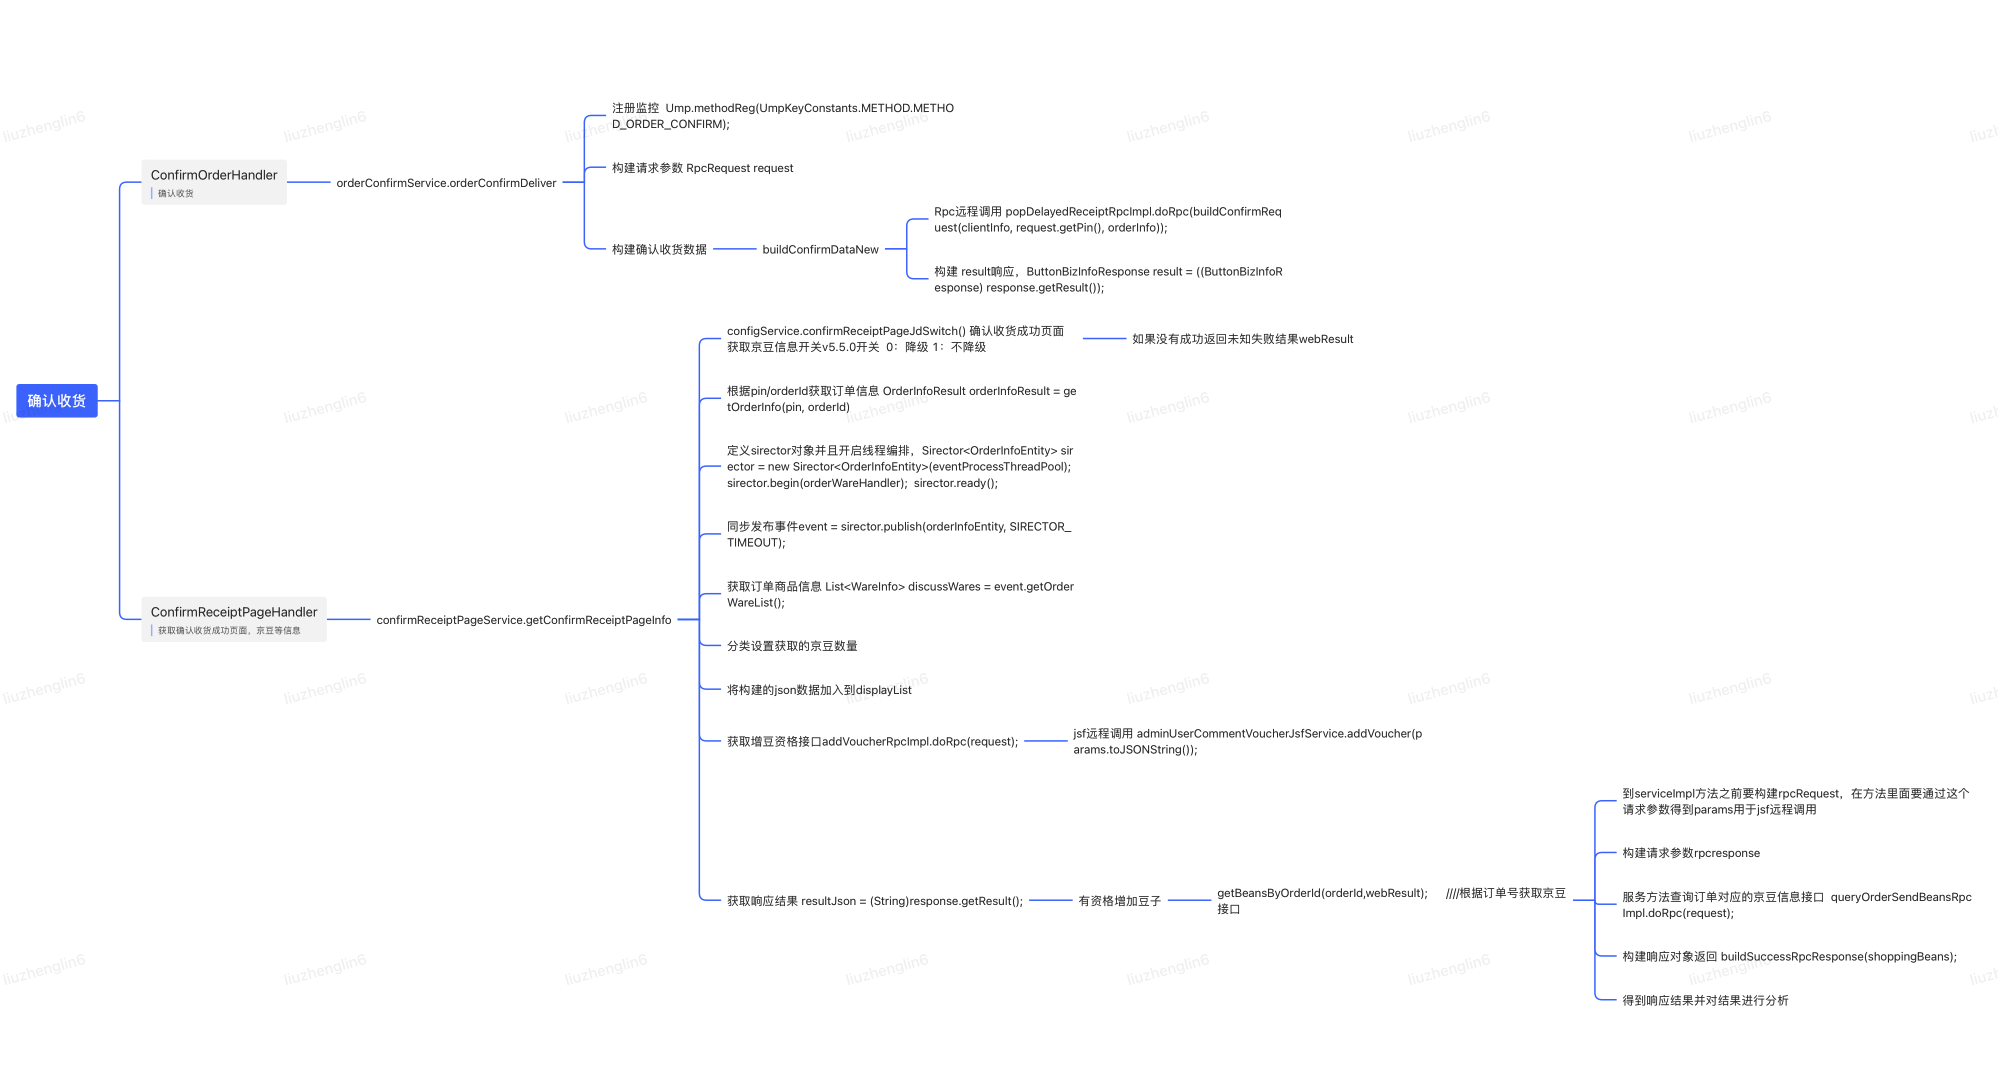 确认收货
ConfirmOrderHandler
确认收货
orderConfirmService.orderConfirmDeliver
注册监控  Ump.methodReg(UmpKeyConstants.METHOD.METHO
D_ORDER_CONFIRM);
构建请求参数 RpcRequest request
构建确认收货数据
buildConfirmDataNew
Rpc远程调用 popDelayedReceiptRpcImpl.doRpc(buildConfirmReq
uest(clientInfo, request.getPin(), orderInfo));
构建 result响应，ButtonBizInfoResponse result = ((ButtonBizInfoR
esponse) response.getResult());
ConfirmReceiptPageHandler
获取确认收货成功页面，京豆等信息
confirmReceiptPageService.getConfirmReceiptPageInfo
configService.confirmReceiptPageJdSwitch() 确认收货成功页面
获取京豆信息开关v5.5.0开关  0：降级 1：不降级
如果没有成功返回未知失败结果webResult
根据pin/orderId获取订单信息 OrderInfoResult orderInfoResult = ge
tOrderInfo(pin, orderId)
定义sirector对象并且开启线程编排，Sirector<OrderInfoEntity> sir
ector = new Sirector<OrderInfoEntity>(eventProcessThreadPool);
sirector.begin(orderWareHandler);  sirector.ready();
同步发布事件event = sirector.publish(orderInfoEntity, SIRECTOR_
TIMEOUT);
获取订单商品信息 List<WareInfo> discussWares = event.getOrder
WareList();
分类设置获取的京豆数量
将构建的json数据加入到displayList
获取增豆资格接口addVoucherRpcImpl.doRpc(request);
jsf远程调用 adminUserCommentVoucherJsfService.addVoucher(p
arams.toJSONString());
获取响应结果 resultJson = (String)response.getResult();
有资格增加豆子
getBeansByOrderId(orderId,webResult);     ////根据订单号获取京豆
接口
到serviceImpl方法之前要构建rpcRequest，在方法里面要通过这个
请求参数得到params用于jsf远程调用
构建请求参数rpcresponse
服务方法查询订单对应的京豆信息接口  queryOrderSendBeansRpc
Impl.doRpc(request);
构建响应对象返回 buildSuccessRpcResponse(shoppingBeans);
得到响应结果并对结果进行分析
liuzhenglin6